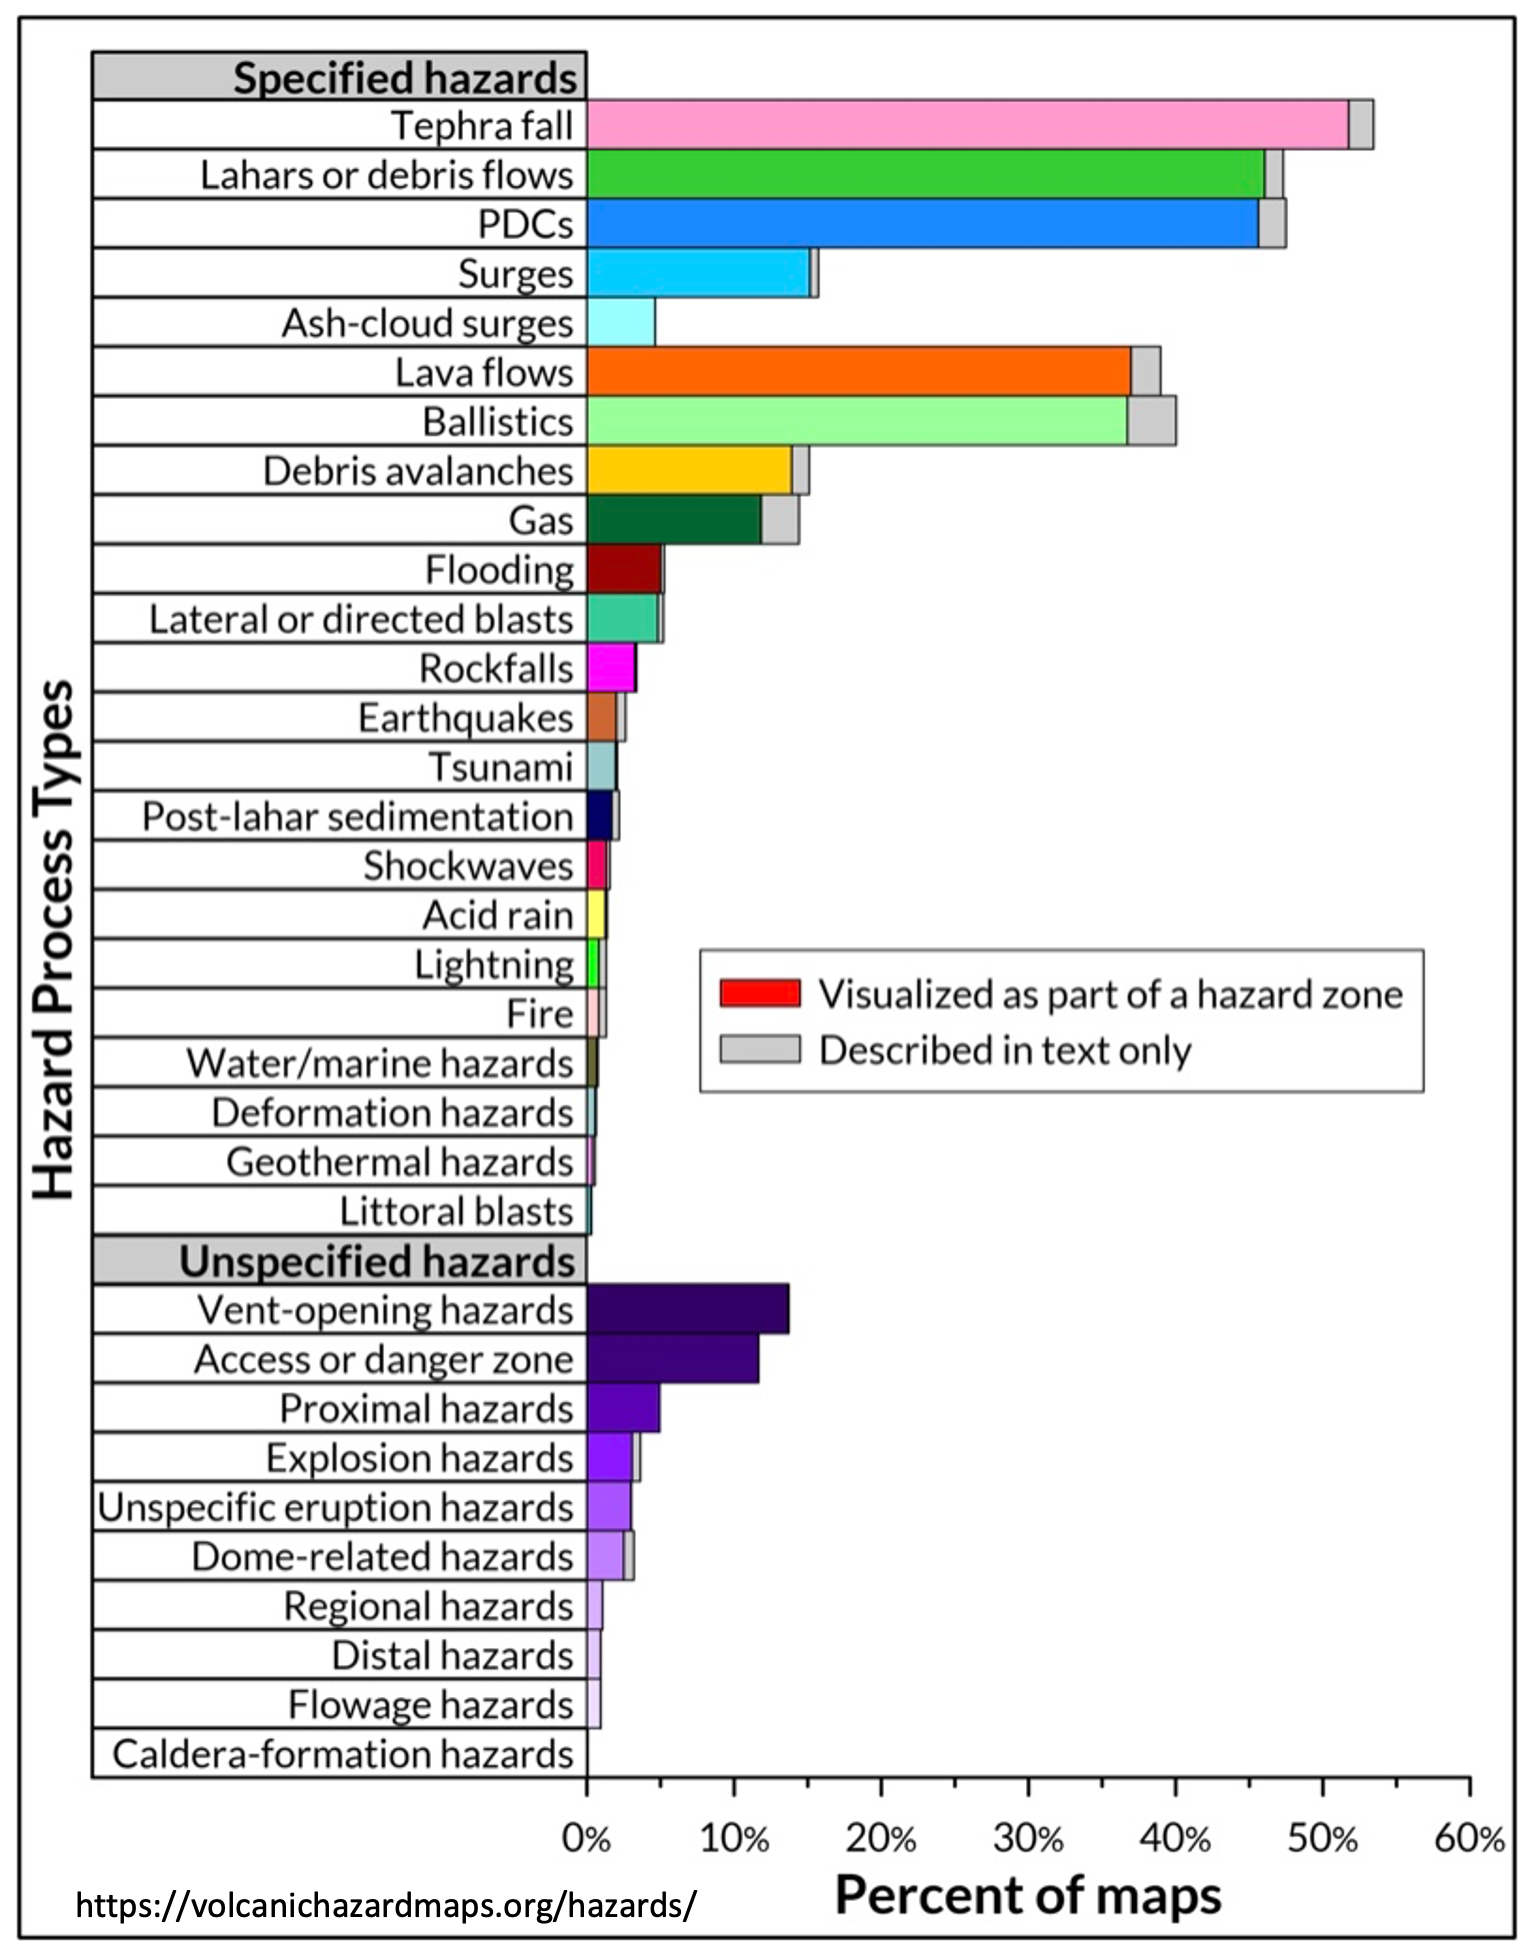 Specified hazards
Tephra fall
Lahars or debris flows
PDCs
Surges
Ash-cloud surges
Lava flows
Ballistics
Debris avalanches
Gas
Flooding
Lateral or directed blasts
Rockfalls
Earthquakes
Tsunami
Post-lahar sedimentation
Shockwaves
Acid rain
Lightning
Fire
Water/marine hazards
Deformation hazards
Geothermal hazards
Littoral blasts
Unspecified hazards
Vent-opening hazards
Access or danger zone
Proximal hazards
Explosion hazards
Unspecific eruption hazards
Dome-related hazards
Regional hazards
Distal hazards
Flowage hazards
Caldera-formation hazards
Hazard Process Types
Visualized as part of a hazard zone
Described in text only
0% 10% 20% 30% 40% 50% 60%
Percent of maps
https://volcanichazardmaps.org/hazards/